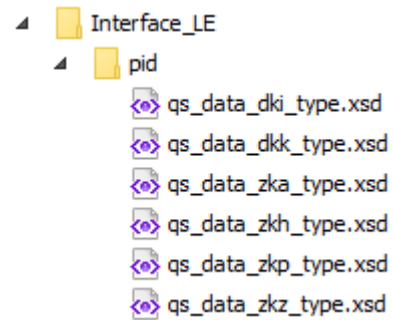 Interface_LE
pid
qs_data_dki_type.xsd
qs_data_dkk_type.xsd
qs_data_zka_type.xsd
qs_data_zkh_type.xsd
qs_data_zkp_type.xsd
qs_data_zkz_type.xsd